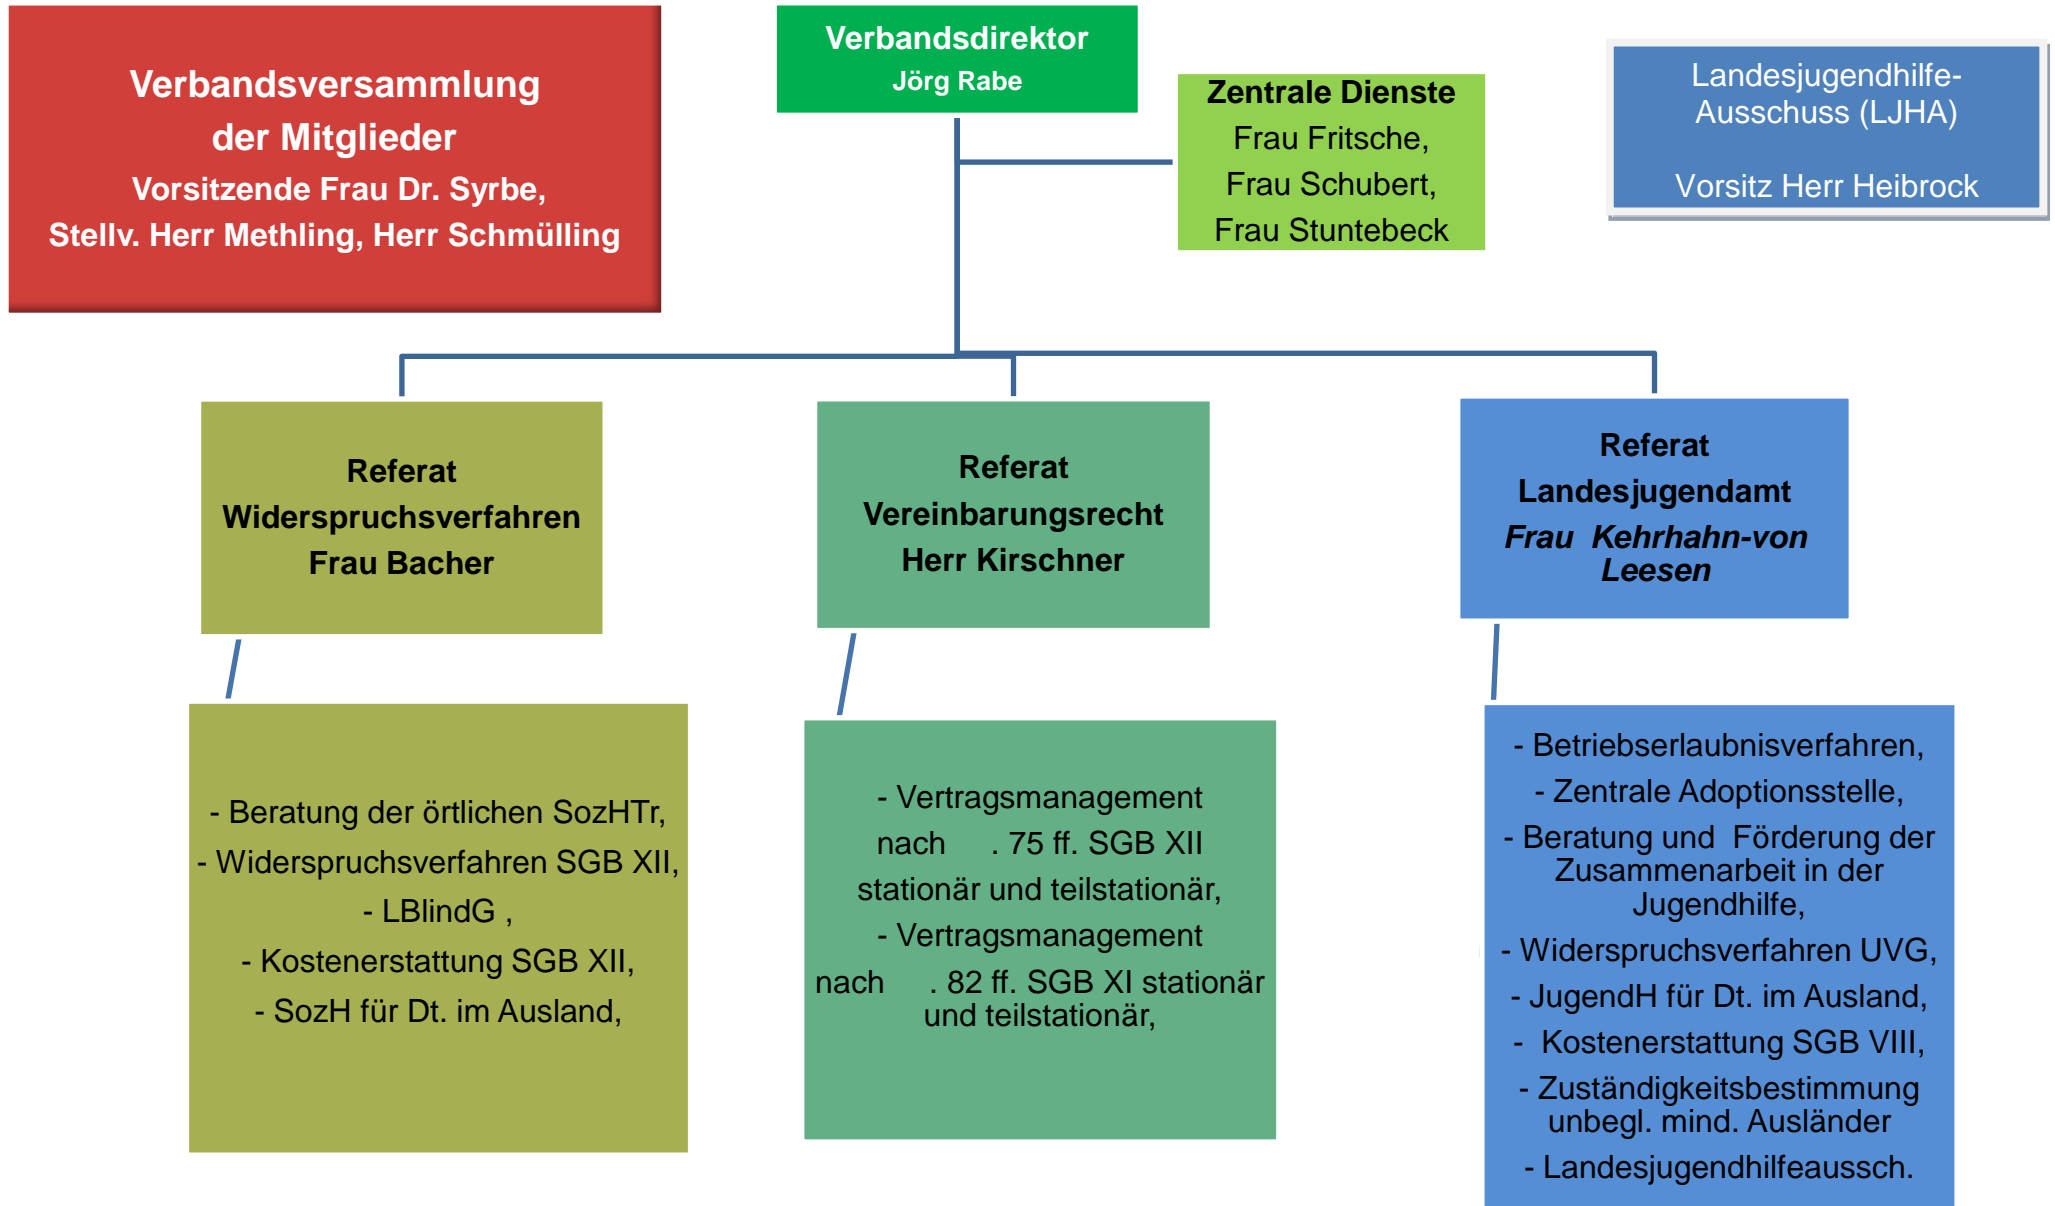 Verbandsversammlung
der Mitglieder
Vorsitzende Frau Dr. Syrbe,
Stellv. Herr Methling, Herr Schmülling
Verbandsdirektor
Jörg Rabe
Zentrale Dienste
Frau Fritsche,
Frau Schubert,
Frau Stuntebeck
Landesjugendhilfe-
Ausschuss (LJHA)
Vorsitz Herr Heibrock
Referat
Widerspruchsverfahren
Frau Bacher
Referat
Vereinbarungsrecht
Herr Kirschner
Referat
Landesjugendamt
Frau  Kehrhahn-von
Leesen
- Beratung der örtlichen SozHTr,
- Widerspruchsverfahren SGB XII,
- LBlindG ,
- Kostenerstattung SGB XII,
- SozH für Dt. im Ausland,
- Vertragsmanagement
nach    . 75 ff. SGB XII
stationär und teilstationär,
- Vertragsmanagement
nach    . 82 ff. SGB XI stationär
und teilstationär,
- Betriebserlaubnisverfahren,
- Zentrale Adoptionsstelle,
- Beratung und  Förderung der
Zusammenarbeit in der
Jugendhilfe,
- Widerspruchsverfahren UVG,
- JugendH für Dt. im Ausland,
-  Kostenerstattung SGB VIII,
- Zuständigkeitsbestimmung
unbegl. mind. Ausländer
- Landesjugendhilfeaussch.